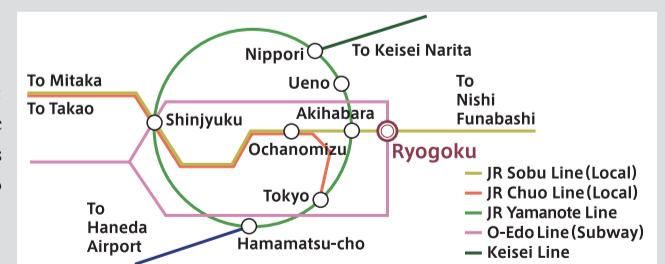 Nippori
To Keisei Narita
Ueno
To Mitaka
To Takao
To
Nishi
Funabashi
Akihabara
Shinjyuku
Ochanomizu
Ryogoku
Tokyo
To
Haneda
Airport
Hamamatsu-cho
JR Sobu Line(Local)
JR Chuo Line(Local)
JR Yamanote Line
O-Edo Line(Subway)
Keisei Line